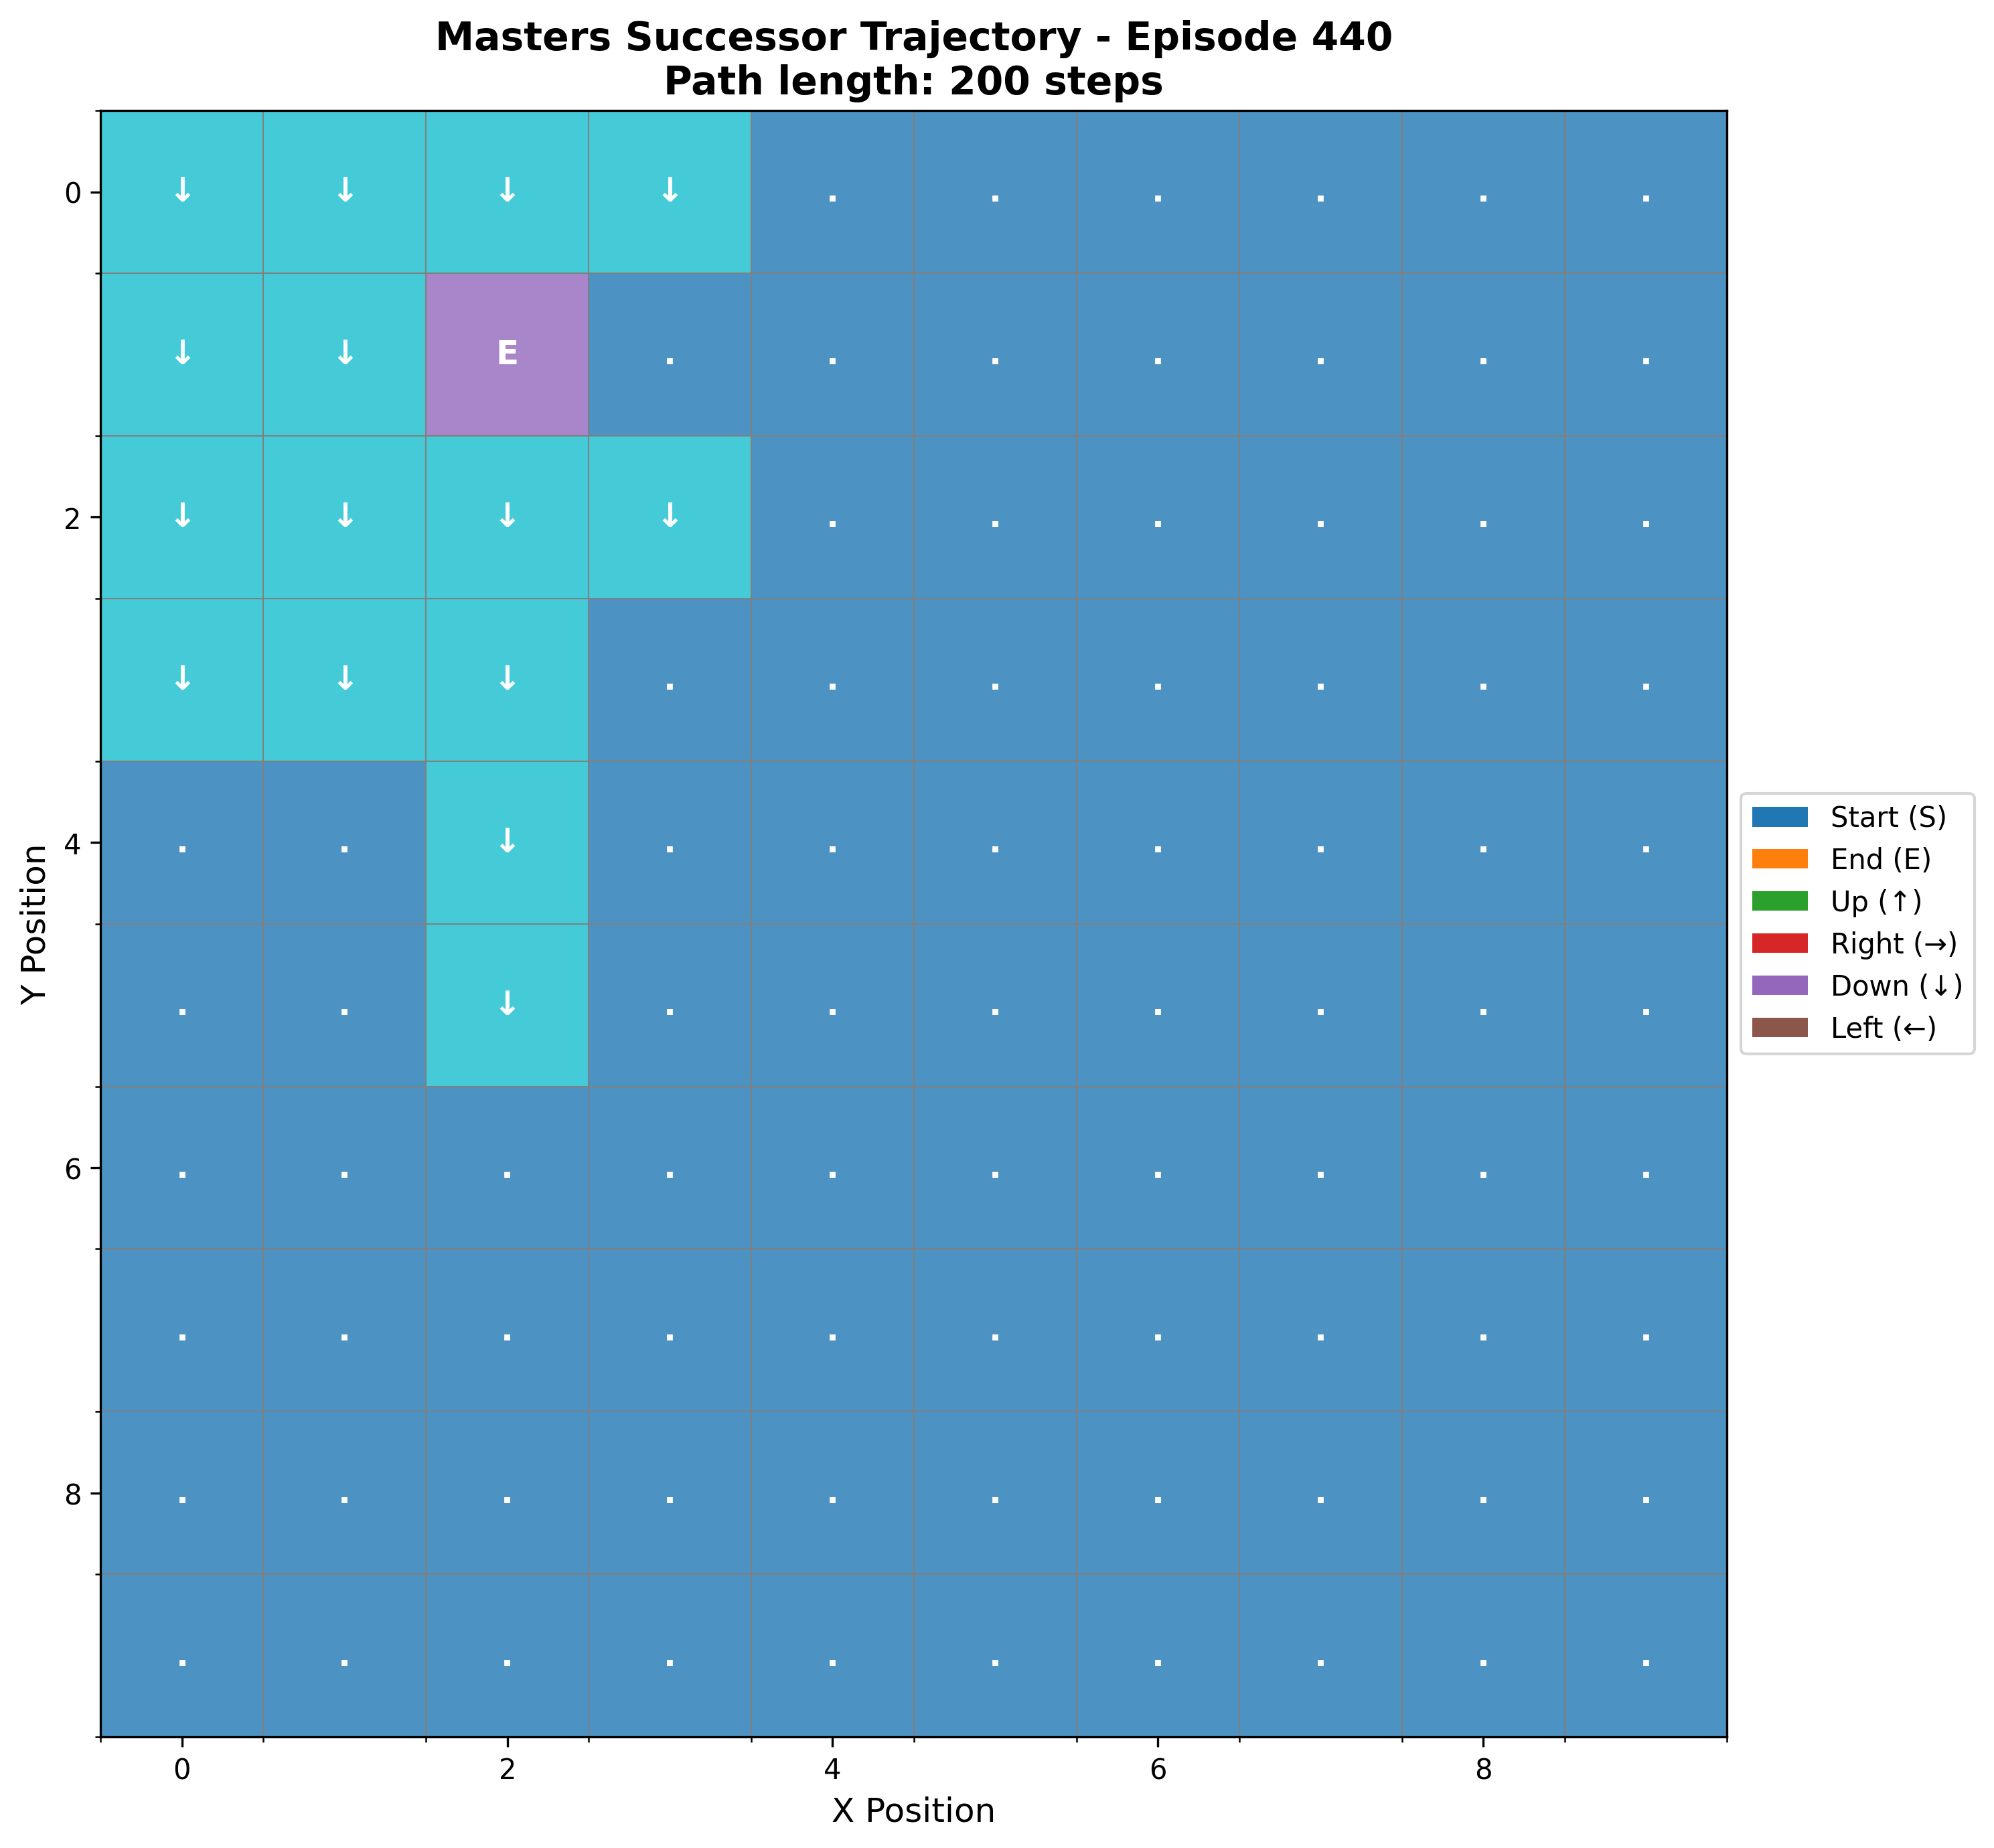 Masters Successor Trajectory - Episode 440
Path length: 200 steps
0 ↓ ↓ ↓ ↓ . . . . . .
↓ ↓ E . . . . . . .
2 ↓ ↓ ↓ ↓ . . . . . .
↓ ↓ ↓ . . . . . . .
4 . . ↓ . . . . . . .
. . ↓ . . . . . . .
6 . . . . . . . . . .
. . . . . . . . . .
8 . . . . . . . . . .
. . . . . . . . . .
0 2 4 6 8
X Position
Y Position
Start (S)
End (E)
Up (↑)
Right (→)
Down (↓)
Left (←)